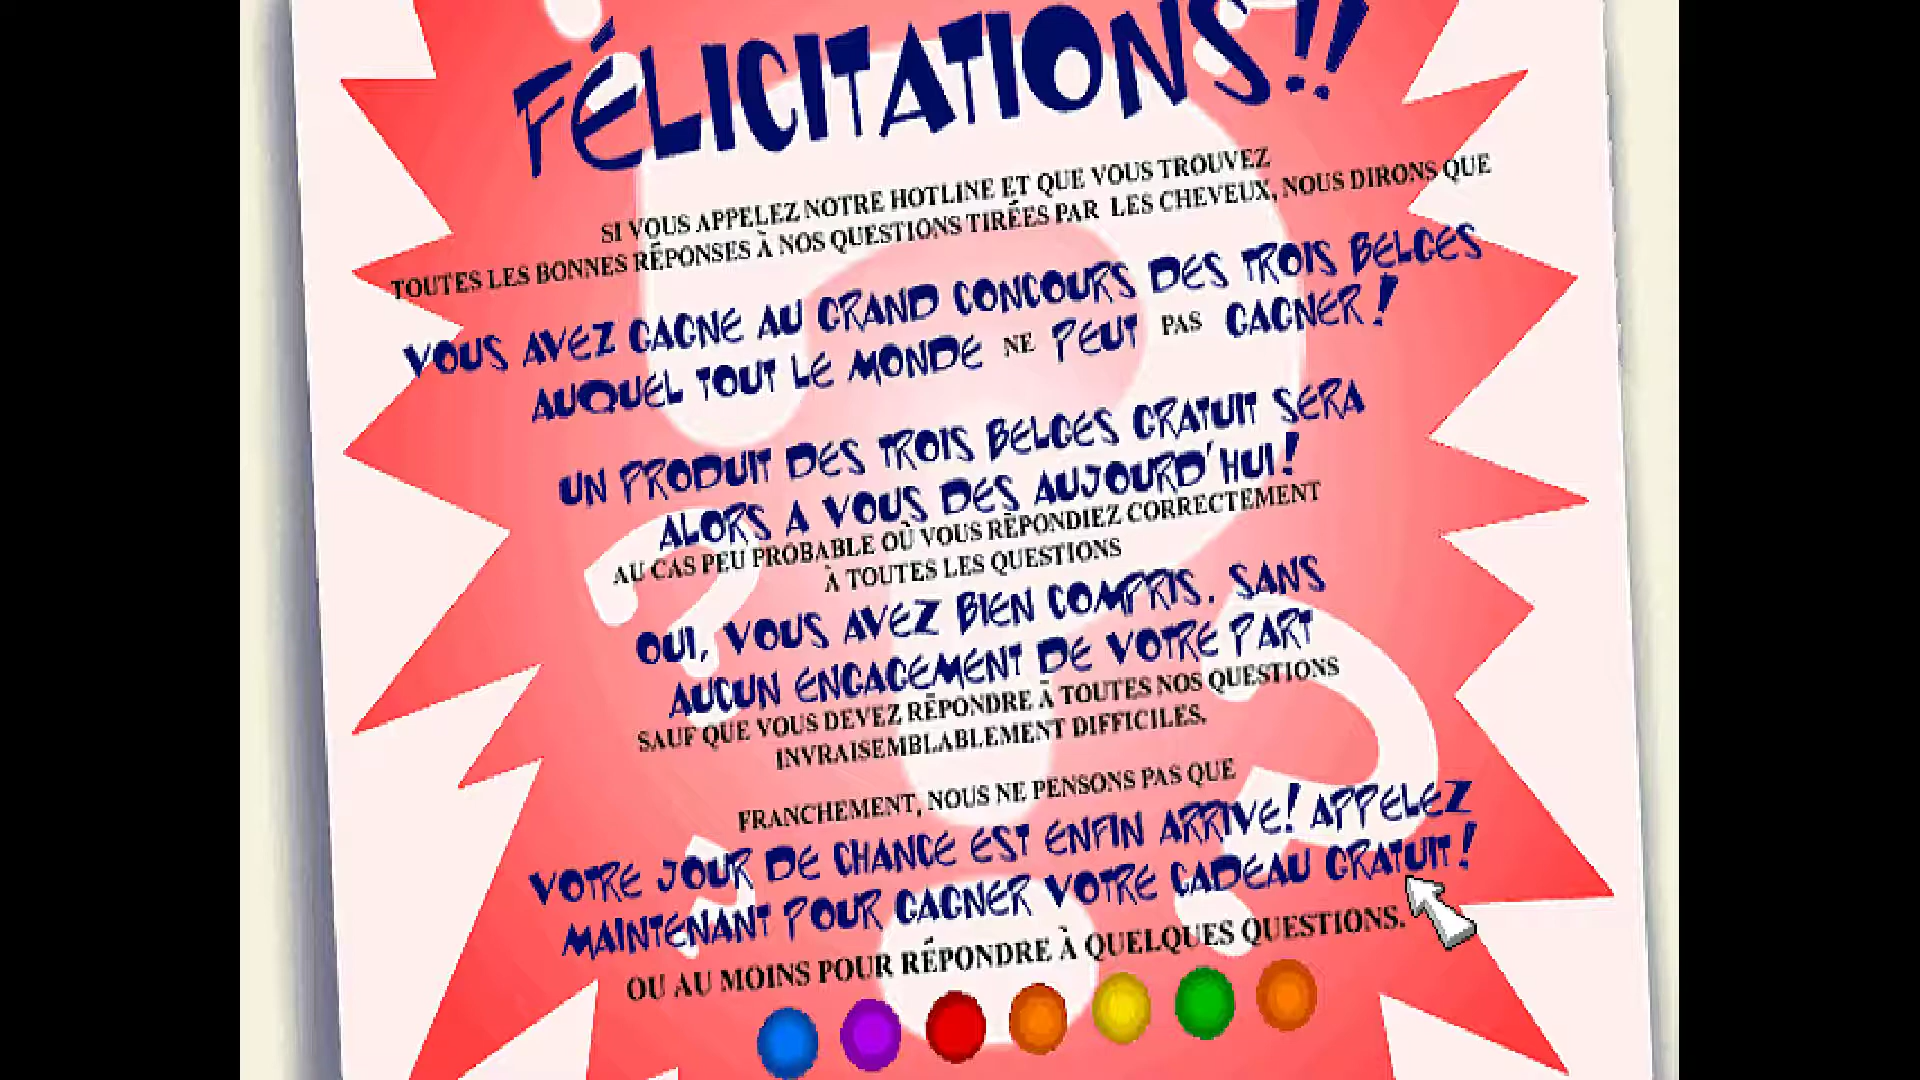 FÉLICITATIONS!!
SI VOUS APPELEZ NOTRE HOTLINE ET QUE VOUS TROUVEZ
TOUTES LES BONNES RÉPONSES À NOS QUESTIONS TIRÉES PAR LES CHEVEUX, NOUS DIRONS QUE
VOUS AVEZ GAGNE AU GRAND CONCOURS DES TROIS BELGES
AUQUEL TOUT LE MONDE NE PEUT PAS GAGNER!
UN PRODUIT DES TROIS BELGES GRATUIT SERA
ALORS A VOUS DES AUJOURD'HUI!
AU CAS PEU PROBABLE OÙ VOUS RÉPONDIEZ CORRECTEMENT
À TOUTES LES QUESTIONS
OUI, VOUS AVEZ BIEN COMPRIS. SANS
AUCUN ENGAGEMENT DE VOTRE PART
SAUF QUE VOUS DEVEZ RÉPONDRE À TOUTES NOS QUESTIONS
INVRAISEMBLABLEMENT DIFFICILES.
FRANCHEMENT, NOUS NE PENSONS PAS QUE
VOTRE JOUR DE CHANCE EST ENFIN ARRIVE! APPELEZ
MAINTENANT POUR GAGNER VOTRE CADEAU GRATUIT!
OU AU MOINS POUR RÉPONDRE À QUELQUES QUESTIONS.